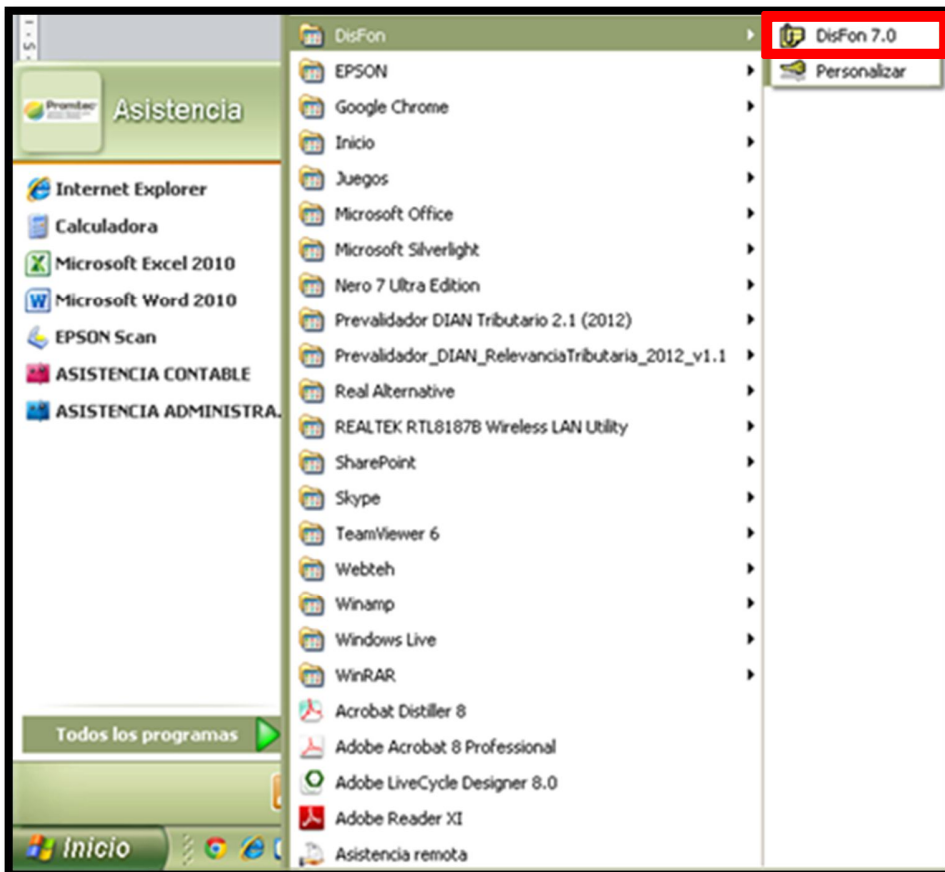 Promtec
Asistencia
Internet Explorer
Calculadora
Microsoft Excel 2010
Microsoft Word 2010
EPSON Scan
ASISTENCIA CONTABLE
ASISTENCIA ADMINISTRA.
Todos los programas
Inicio
DisFon
EPSON
Google Chrome
Inicio
Juegos
Microsoft Office
Microsoft Silverlight
Nero 7 Ultra Edition
Prevalidador DIAN Tributario 2.1 (2012)
Prevalidador_DIAN_RelevanciaTributaria_2012_v1.1
Real Alternative
REALTEK RTL8187B Wireless LAN Utility
SharePoint
Skype
TeamViewer 6
Webteh
Winamp
Windows Live
WinRAR
Acrobat Distiller 8
Adobe Acrobat 8 Professional
Adobe LiveCycle Designer 8.0
Adobe Reader XI
Asistencia remota
DisFon 7.0
Personalizar